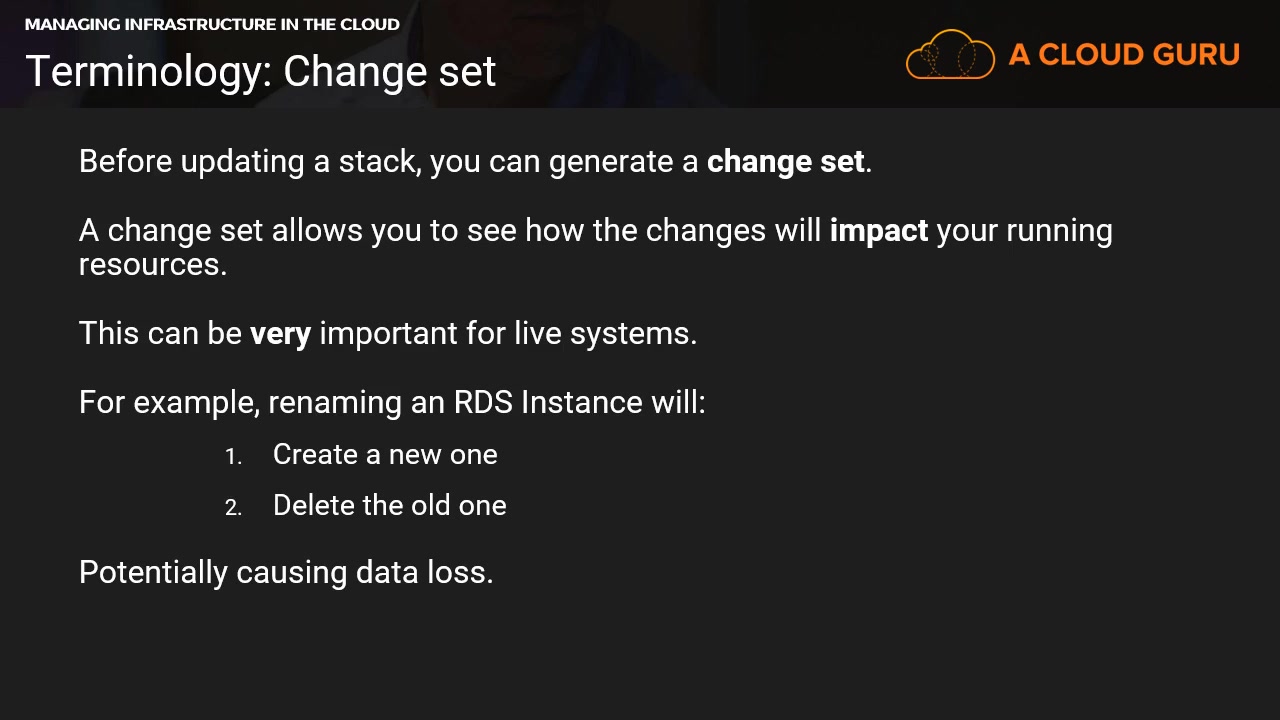 MANAGING INFRASTRUCTURE IN THE CLOUD
Terminology: Change set
A CLOUD GURU
Before updating a stack, you can generate a change set.
A change set allows you to see how the changes will impact your running
resources.
This can be very important for live systems.
For example, renaming an RDS Instance will:
1. Create a new one
2. Delete the old one
Potentially causing data loss.